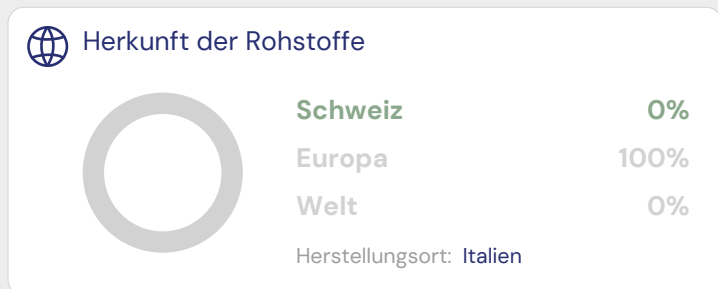 Herkunft der Rohstoffe
Schweiz 0%
Europa 100%
Welt 0%
Herstellungsort: Italien